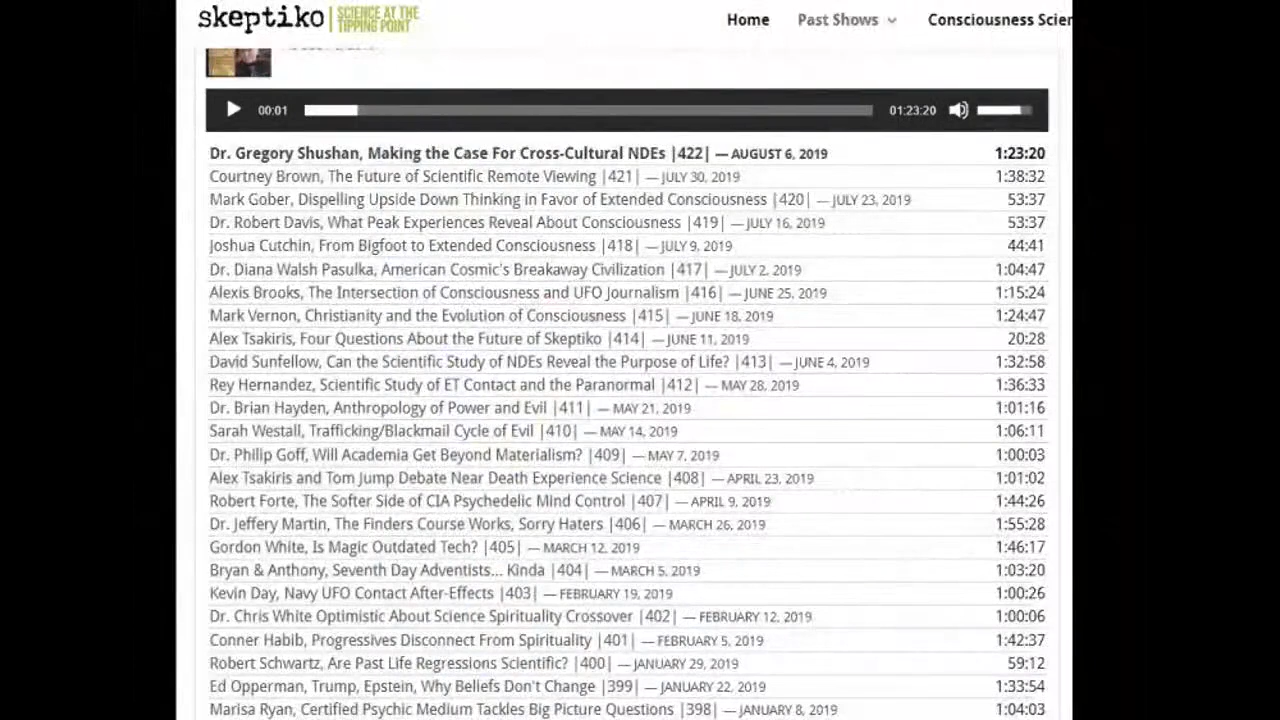 skeptiko | SCIENCE AT THE TIPPING POINT
Home Past Shows Consciousness Scien
00:01 01:23:20
Dr. Gregory Shushan, Making the Case For Cross-Cultural NDEs |422| — AUGUST 6, 2019 1:23:20
Courtney Brown, The Future of Scientific Remote Viewing |421| — JULY 30, 2019 1:38:32
Mark Gober, Dispelling Upside Down Thinking in Favor of Extended Consciousness |420| — JULY 23, 2019 53:37
Dr. Robert Davis, What Peak Experiences Reveal About Consciousness |419| — JULY 16, 2019 53:37
Joshua Cutchin, From Bigfoot to Extended Consciousness |418| — JULY 9, 2019 44:41
Dr. Diana Walsh Pasulka, American Cosmic's Breakaway Civilization |417| — JULY 2, 2019 1:04:47
Alexis Brooks, The Intersection of Consciousness and UFO Journalism |416| — JUNE 25, 2019 1:15:24
Mark Vernon, Christianity and the Evolution of Consciousness |415| — JUNE 18, 2019 1:24:47
Alex Tsakiris, Four Questions About the Future of Skeptiko |414| — JUNE 11, 2019 20:28
David Sunfellow, Can the Scientific Study of NDEs Reveal the Purpose of Life? |413| — JUNE 4, 2019 1:32:58
Rey Hernandez, Scientific Study of ET Contact and the Paranormal |412| — MAY 28, 2019 1:36:33
Dr. Brian Hayden, Anthropology of Power and Evil |411| — MAY 21, 2019 1:01:16
Sarah Westall, Trafficking/Blackmail Cycle of Evil |410| — MAY 14, 2019 1:06:11
Dr. Philip Goff, Will Academia Get Beyond Materialism? |409| — MAY 7, 2019 1:00:03
Alex Tsakiris and Tom Jump Debate Near Death Experience Science |408| — APRIL 23, 2019 1:01:02
Robert Forte, The Softer Side of CIA Psychedelic Mind Control |407| — APRIL 9, 2019 1:44:26
Dr. Jeffery Martin, The Finders Course Works, Sorry Haters |406| — MARCH 26, 2019 1:55:28
Gordon White, Is Magic Outdated Tech? |405| — MARCH 12, 2019 1:46:17
Bryan & Anthony, Seventh Day Adventists... Kinda |404| — MARCH 5, 2019 1:03:20
Kevin Day, Navy UFO Contact After-Effects |403| — FEBRUARY 19, 2019 1:00:26
Dr. Chris White Optimistic About Science Spirituality Crossover |402| — FEBRUARY 12, 2019 1:00:06
Conner Habib, Progressives Disconnect From Spirituality |401| — FEBRUARY 5, 2019 1:42:37
Robert Schwartz, Are Past Life Regressions Scientific? |400| — JANUARY 29, 2019 59:12
Ed Opperman, Trump, Epstein, Why Beliefs Don't Change |399| — JANUARY 22, 2019 1:33:54
Marisa Ryan, Certified Psychic Medium Tackles Big Picture Questions |398| — JANUARY 8, 2019 1:04:03